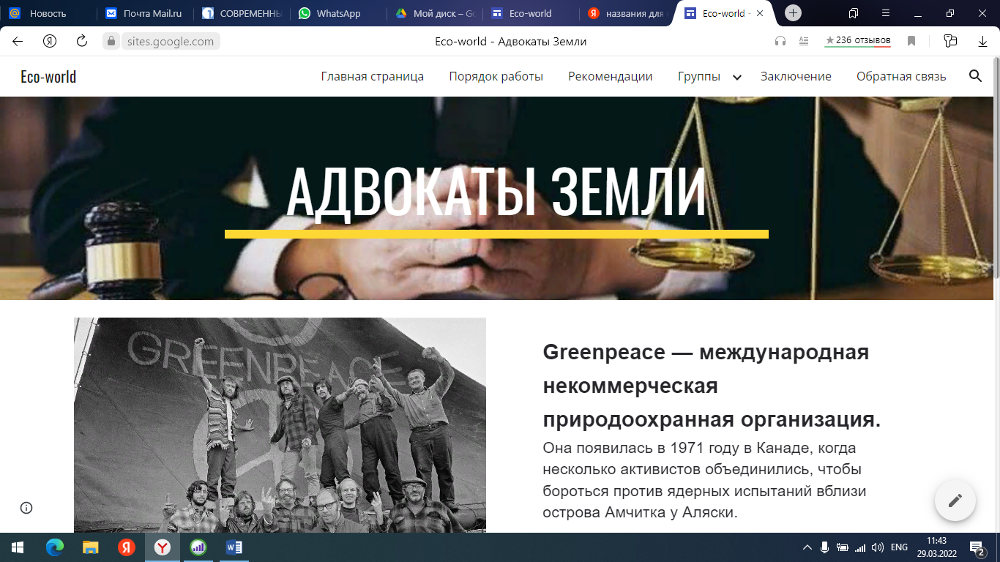 Новость
Почта Mail.ru
СОВРЕМЕННЫ
WhatsApp
Мой диск – Go
Eco-world
названия для с
Eco-world -
sites.google.com
Eco-world - Адвокаты Земли
236 отзывов
Eco-world
Главная страница
Порядок работы
Рекомендации
Группы
Заключение
Обратная связь
АДВОКАТЫ ЗЕМЛИ
GREENPEACE
Greenpeace — международная
некоммерческая
природоохранная организация.
Она появилась в 1971 году в Канаде, когда
несколько активистов объединились, чтобы
бороться против ядерных испытаний вблизи
острова Амчитка у Аляски.
ENG
11:43
29.03.2022
2